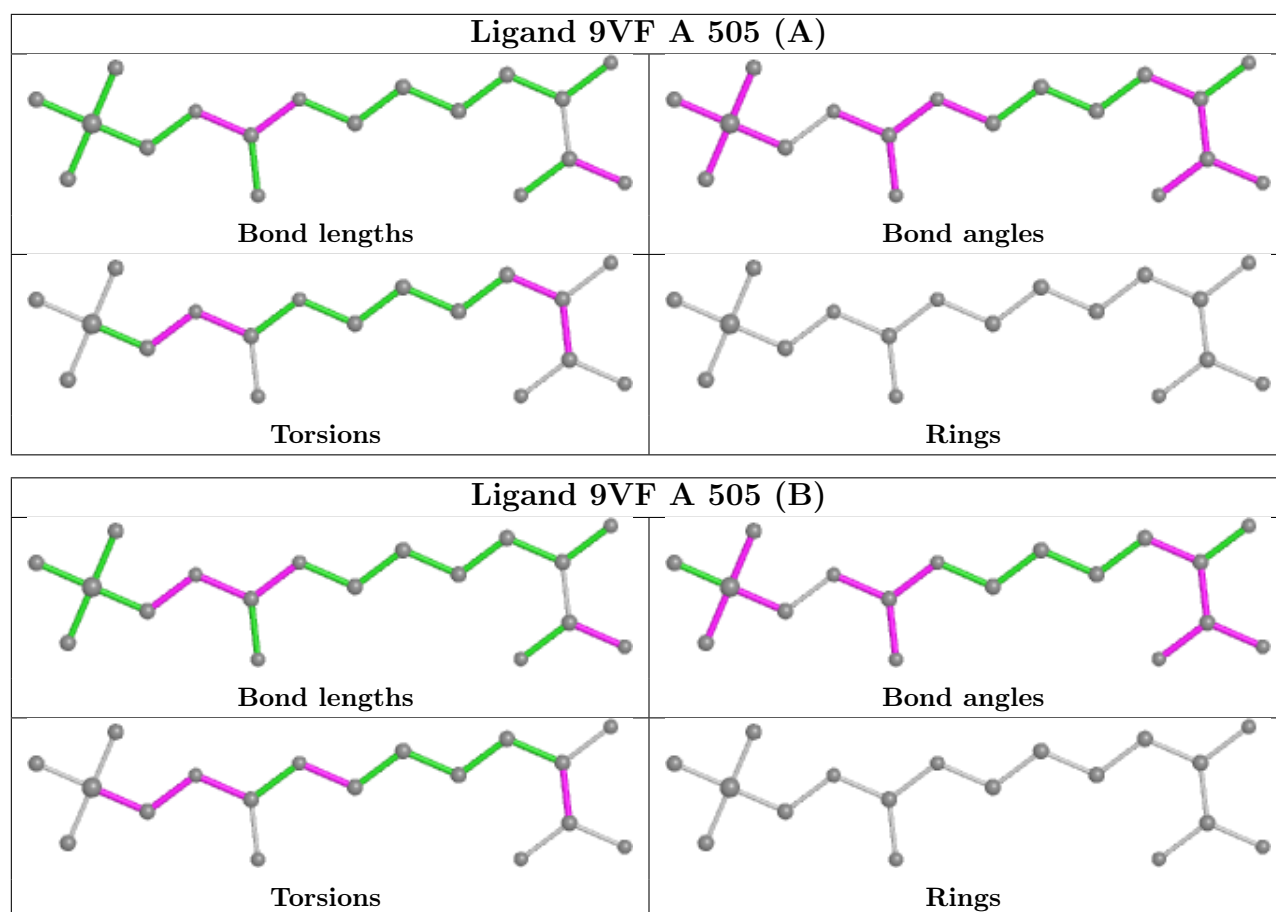 Ligand 9VF A 505 (A)
Bond lengths
Bond angles
Torsions
Rings
Ligand 9VF A 505 (B)
Bond lengths
Bond angles
Torsions
Rings